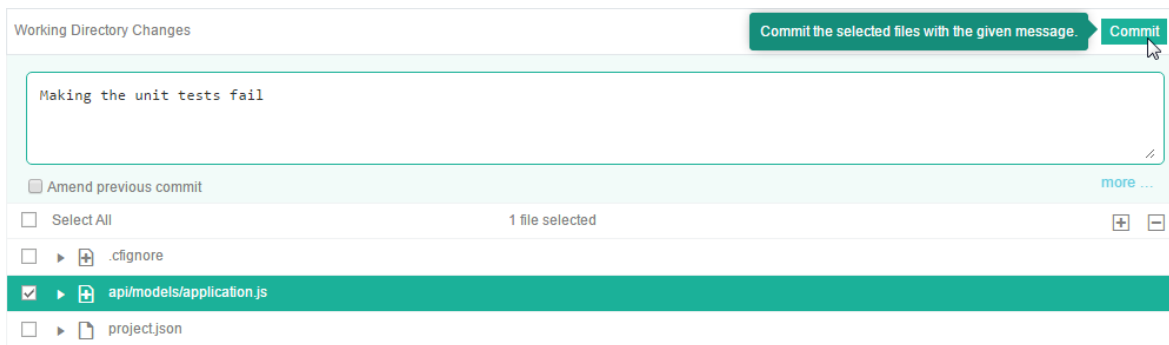 Working Directory Changes
Commit the selected files with the given message.
Commit
Making the unit tests fail
Amend previous commit
more ...
Select All
1 file selected
.cfignore
api/models/application.js
project.json